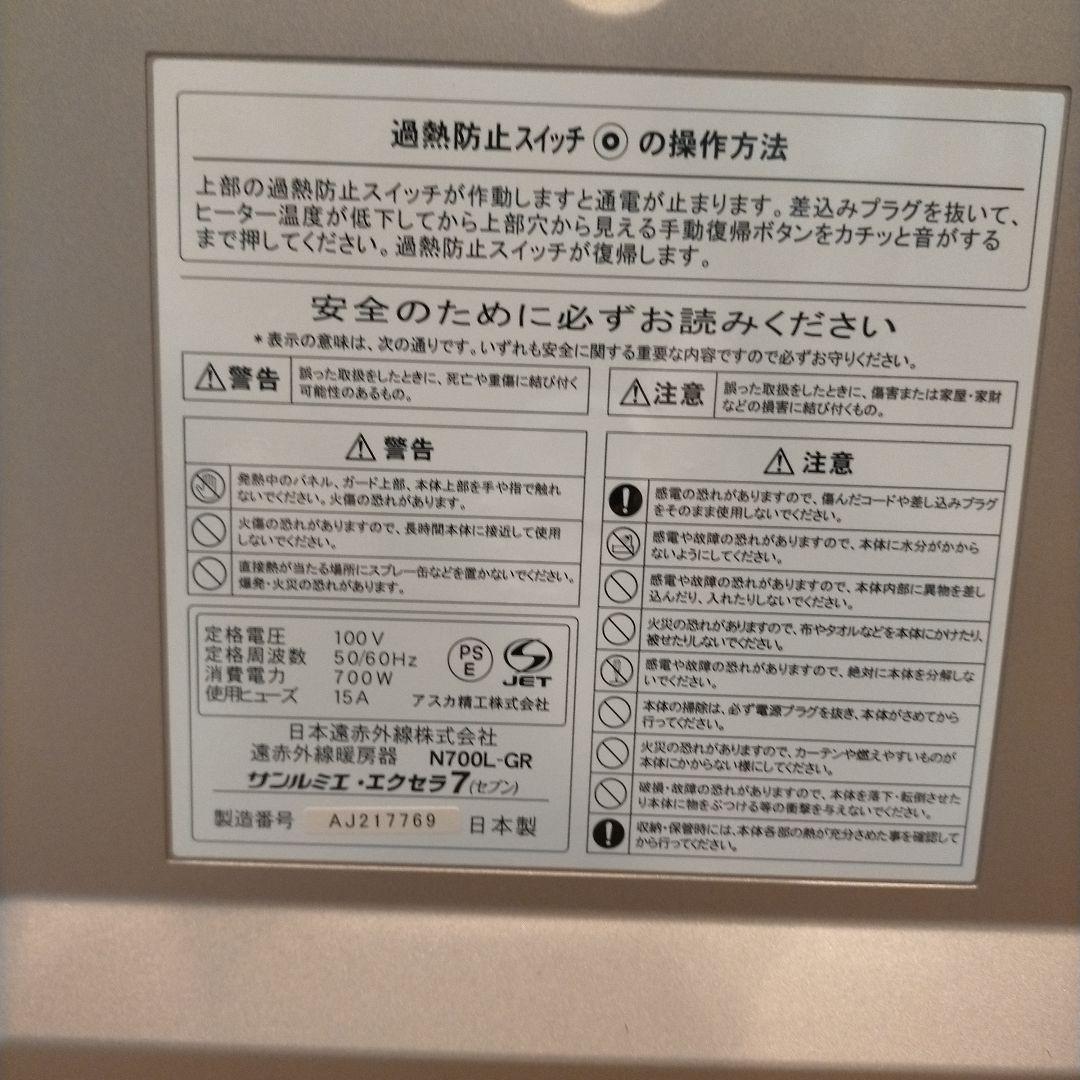 過熱防止スイッチ◎の操作方法
上部の過熱防止スイッチが作動しますと通電が止まります。差込みプラグを抜いて、
ヒーター温度が低下してから上部穴から見える手動復帰ボタンをカチッと音がする
まで押してください。過熱防止スイッチが復帰します。
安全のために必ずお読みください
*表示の意味は、次の通りです。いずれも安全に関する重要な内容ですので必ずお守りください。
警告
誤った取扱をしたときに、死亡や重傷に結び付く
可能性のあるもの。
注意
誤った取扱をしたときに、傷害または家屋・家財
などの損害に結び付くもの。
警告
発熱中のパネル、ガード上部、本体上部を手や指で触れ
ないでください。火傷の恐れがあります。
火傷の恐れがありますので、長時間本体に接近して使用
しないでください。
直接熱が当たる場所にスプレー缶などを置かないでください。
爆発・火災の恐れがあります。
定格電圧 100V
定格周波数 50/60Hz
消費電力 700W
使用ヒューズ 15A
PS
E
JET
アスカ精工株式会社
日本遠赤外線株式会社
遠赤外線暖房器 N700L-GR
サンルミエ・エクセラ7(セブン)
製造番号 AJ217769 日本製
注意
感電の恐れがありますので、傷んだコードや差し込みプラグ
をそのまま使用しないでください。
感電や故障の恐れがありますので、本体に水分がかから
ないようにしてください。
感電や故障の恐れがありますので、本体内部に異物を差し
込んだり、入れたりしないでください。
火災の恐れがありますので、布やタオルなどを本体にかけたり、
被せたりしないでください。
感電や故障の恐れがありますので、絶対に本体を分解しな
いでください。
本体の掃除は、必ず電源プラグを抜き、本体がさめてから
行ってください。
火災の恐れがありますので、カーテンや燃えやすいものが
本体にかからない様にしてください。
破損・故障の恐れがありますので、本体を落下・転倒させた
り本体に物をぶつける等の衝撃を与えないでください。
収納・保管時には、本体各部の熱が充分さめた事を確認して
から行ってください。